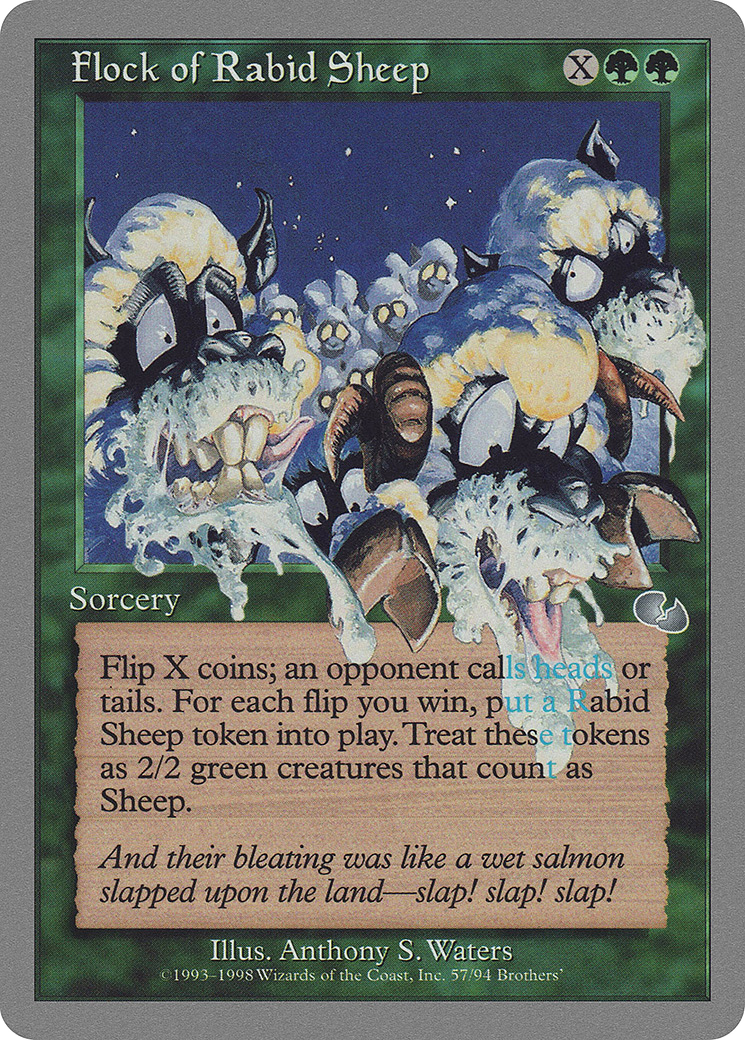 Flock of Rabid Sheep
X
Sorcery
Flip X coins; an opponent calls heads or
tails. For each flip you win, put a Rabid
Sheep token into play. Treat these tokens
as 2/2 green creatures that count as
Sheep.
And their bleating was like a wet salmon
slapped upon the land—slap! slap! slap!
Illus. Anthony S. Waters
©1993–1998 Wizards of the Coast, Inc. 57/94 Brothers'